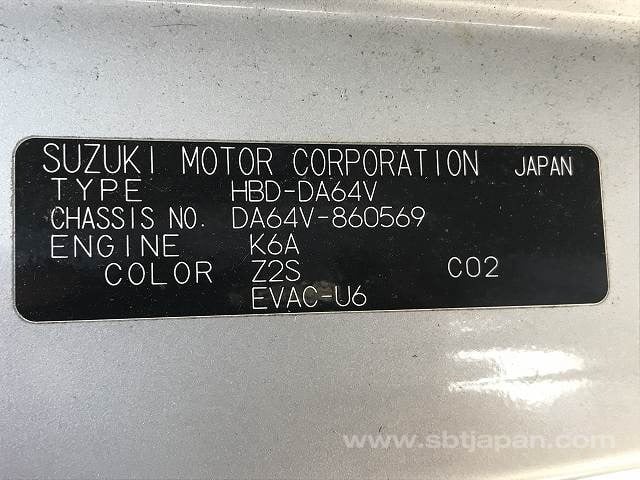 SUZUKI MOTOR CORPORATION JAPAN
TYPE HBD-DA64V
CHASSIS NO. DA64V-860569
ENGINE K6A
COLOR Z2S C02
EVAC-U6
www.sbtjapan.com